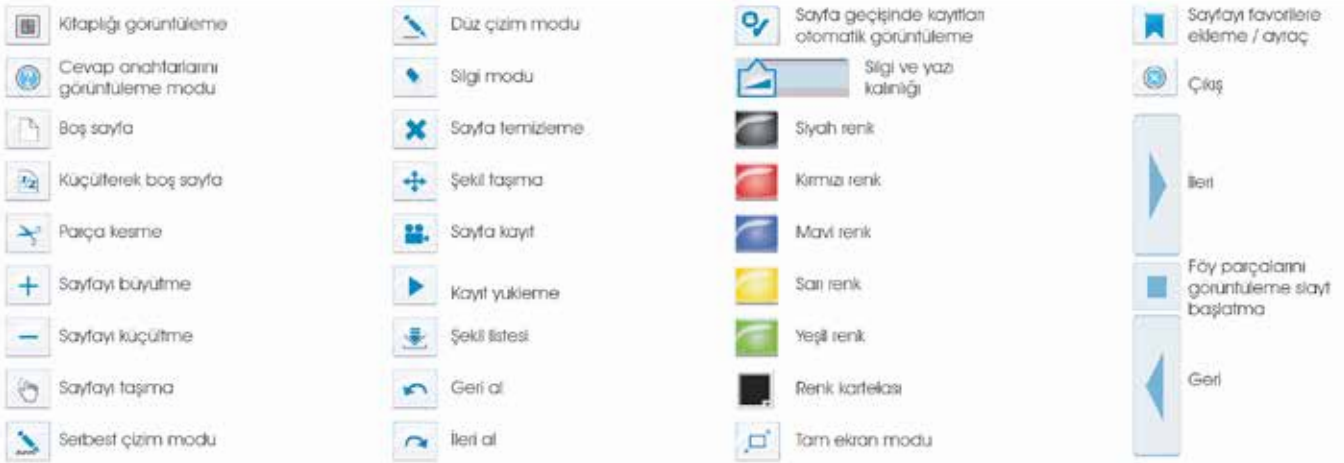 Kitaplığı görüntüleme
Cevap anahtarlarını
görüntüleme modu
Boş sayfa
1/2
Küçülterek boş sayfa
Parça kesme
Sayfayı büyütme
Sayfayı küçültme
Sayfayı taşıma
Serbest çizim modu
Düz çizim modu
Silgi modu
Sayfa temizleme
Şekil taşıma
Sayfa kayıt
Kayıt yükleme
Şekil listesi
Geri al
İleri al
Sayfa geçişinde kayıtları
otomatik görüntüleme
Silgi ve yazı
kalınlığı
Siyah renk
Kırmızı renk
Mavi renk
Sarı renk
Yeşil renk
Renk kartelası
Tam ekran modu
Sayfayı favorilere
ekleme / ayraç
Çıkış
İleri
Föy parçalarını
görüntüleme slayt
başlatma
Geri